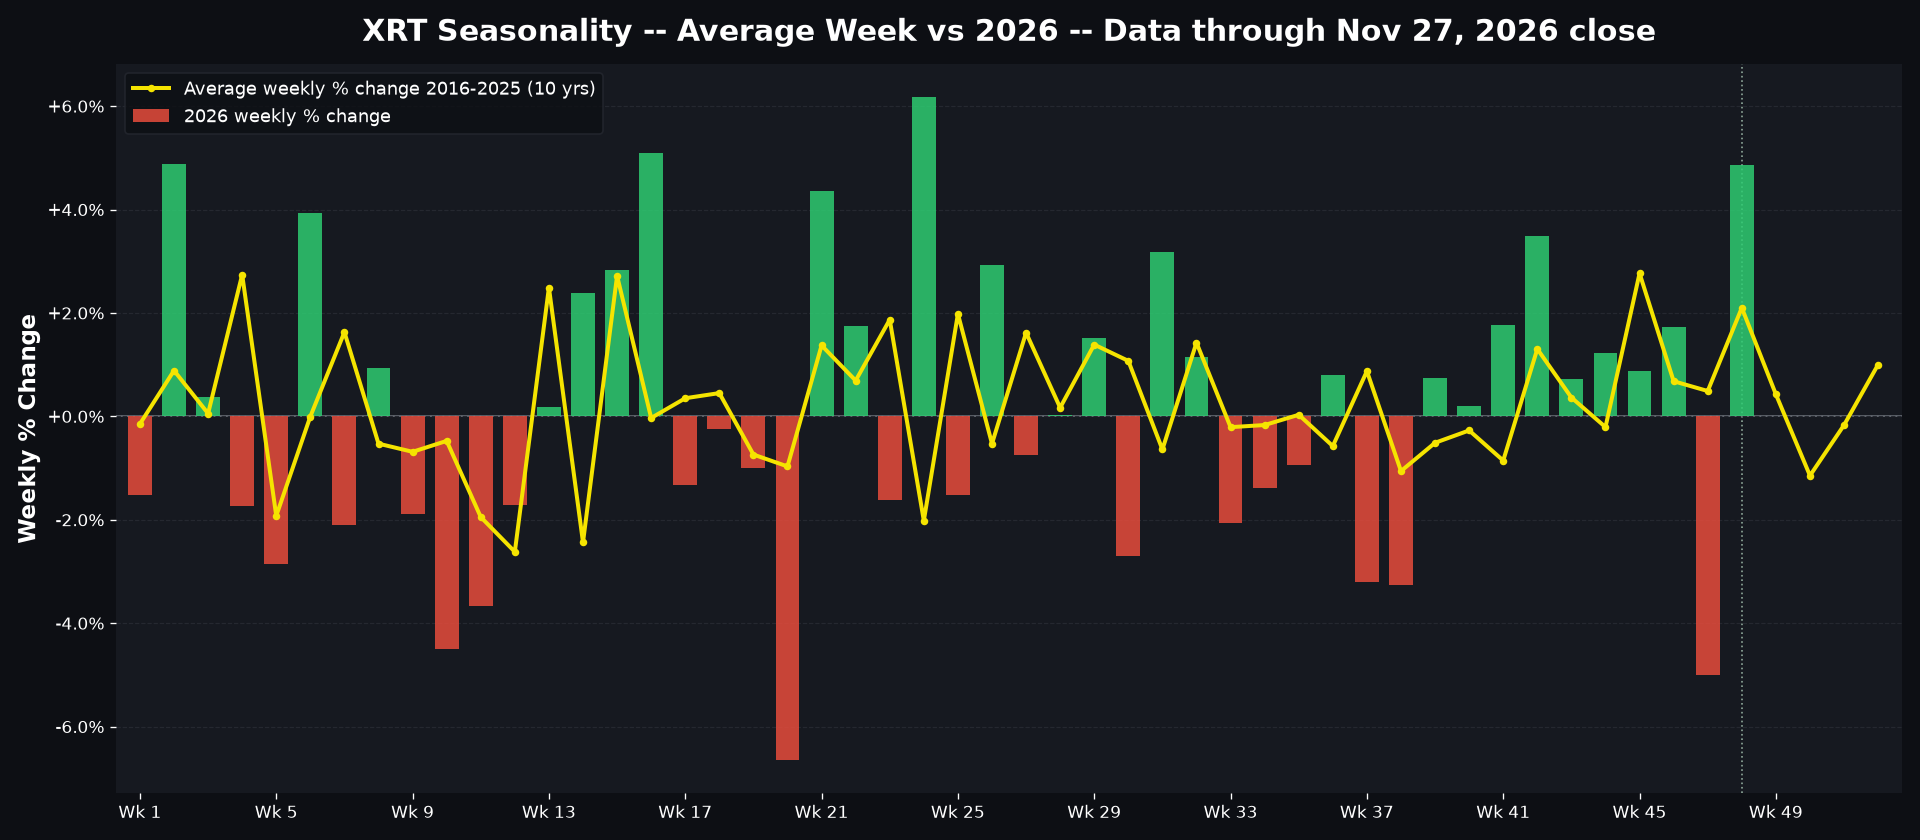 XRT Seasonality -- Average Week vs 2026 -- Data through Nov 27, 2026 close
Average weekly % change 2016-2025 (10 yrs)
2026 weekly % change
Weekly % Change
+6.0%
+4.0%
+2.0%
+0.0%
-2.0%
-4.0%
-6.0%
Wk 1 Wk 5 Wk 9 Wk 13 Wk 17 Wk 21 Wk 25 Wk 29 Wk 33 Wk 37 Wk 41 Wk 45 Wk 49